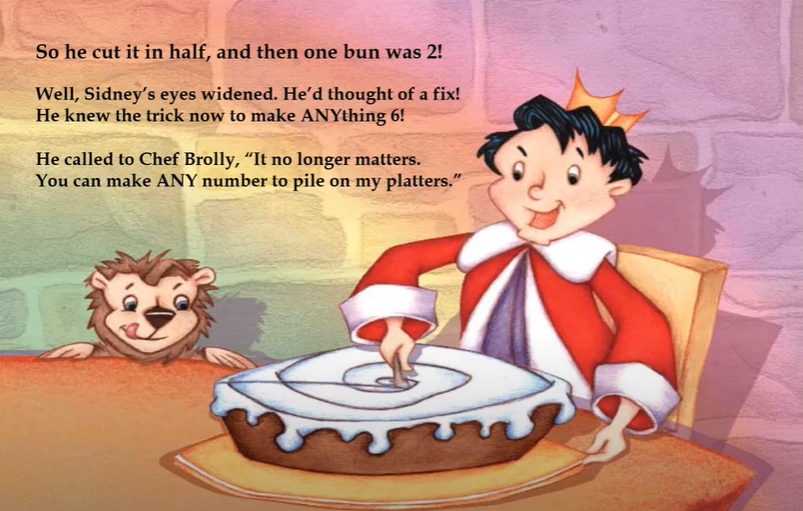 So he cut it in half, and then one bun was 2!
Well, Sidney’s eyes widened. He’d thought of a fix!
He knew the trick now to make ANYthing 6!
He called to Chef Brolly, “It no longer matters.
You can make ANY number to pile on my platters.”